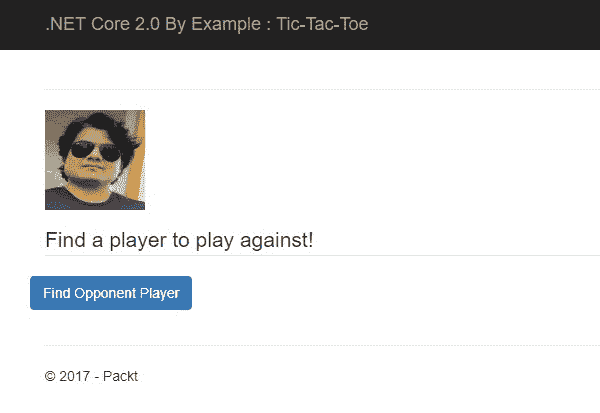 .NET Core 2.0 By Example : Tic-Tac-Toe
Find a player to play against!
Find Opponent Player
© 2017 - Packt